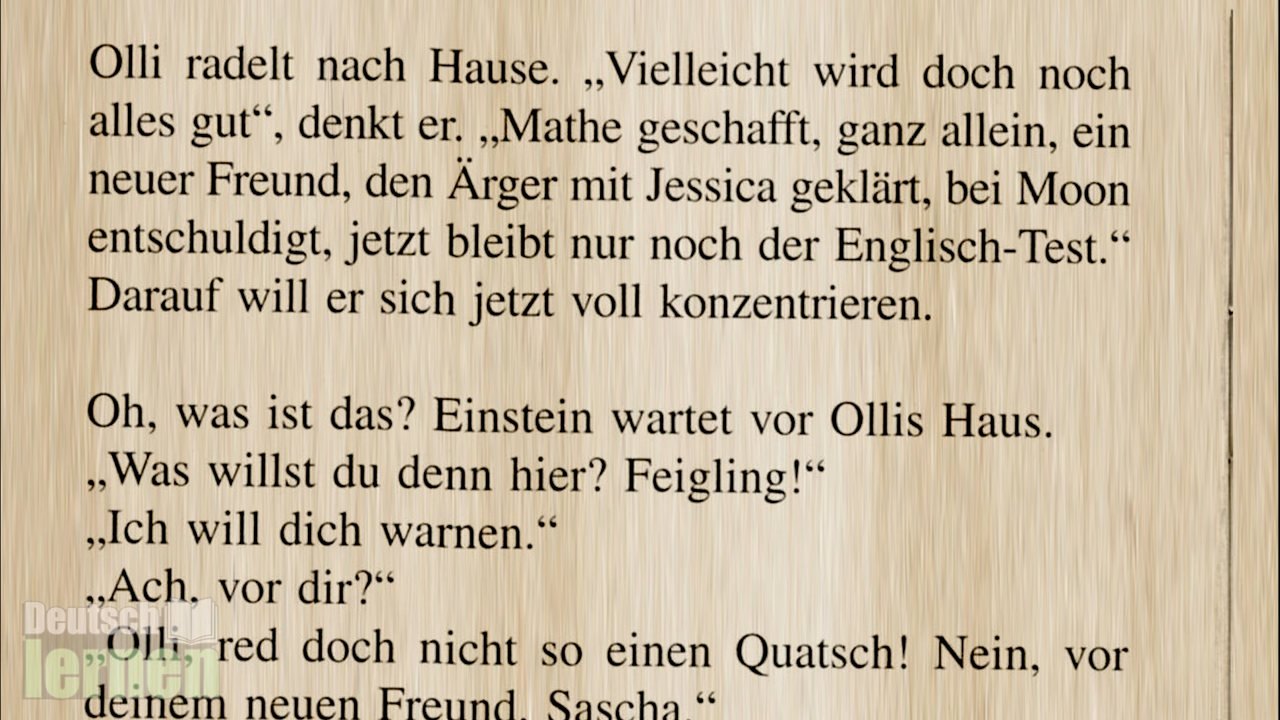 Olli radelt nach Hause. „Vielleicht wird doch noch
alles gut“, denkt er. „Mathe geschafft, ganz allein, ein
neuer Freund, den Ärger mit Jessica geklärt, bei Moon
entschuldigt, jetzt bleibt nur noch der Englisch-Test.“
Darauf will er sich jetzt voll konzentrieren.
Oh, was ist das? Einstein wartet vor Ollis Haus.
„Was willst du denn hier? Feigling!“
„Ich will dich warnen.“
„Ach, vor dir?“
„Olli, red doch nicht so einen Quatsch! Nein, vor
deinem neuen Freund, Sascha.“
Deutsch
lernen